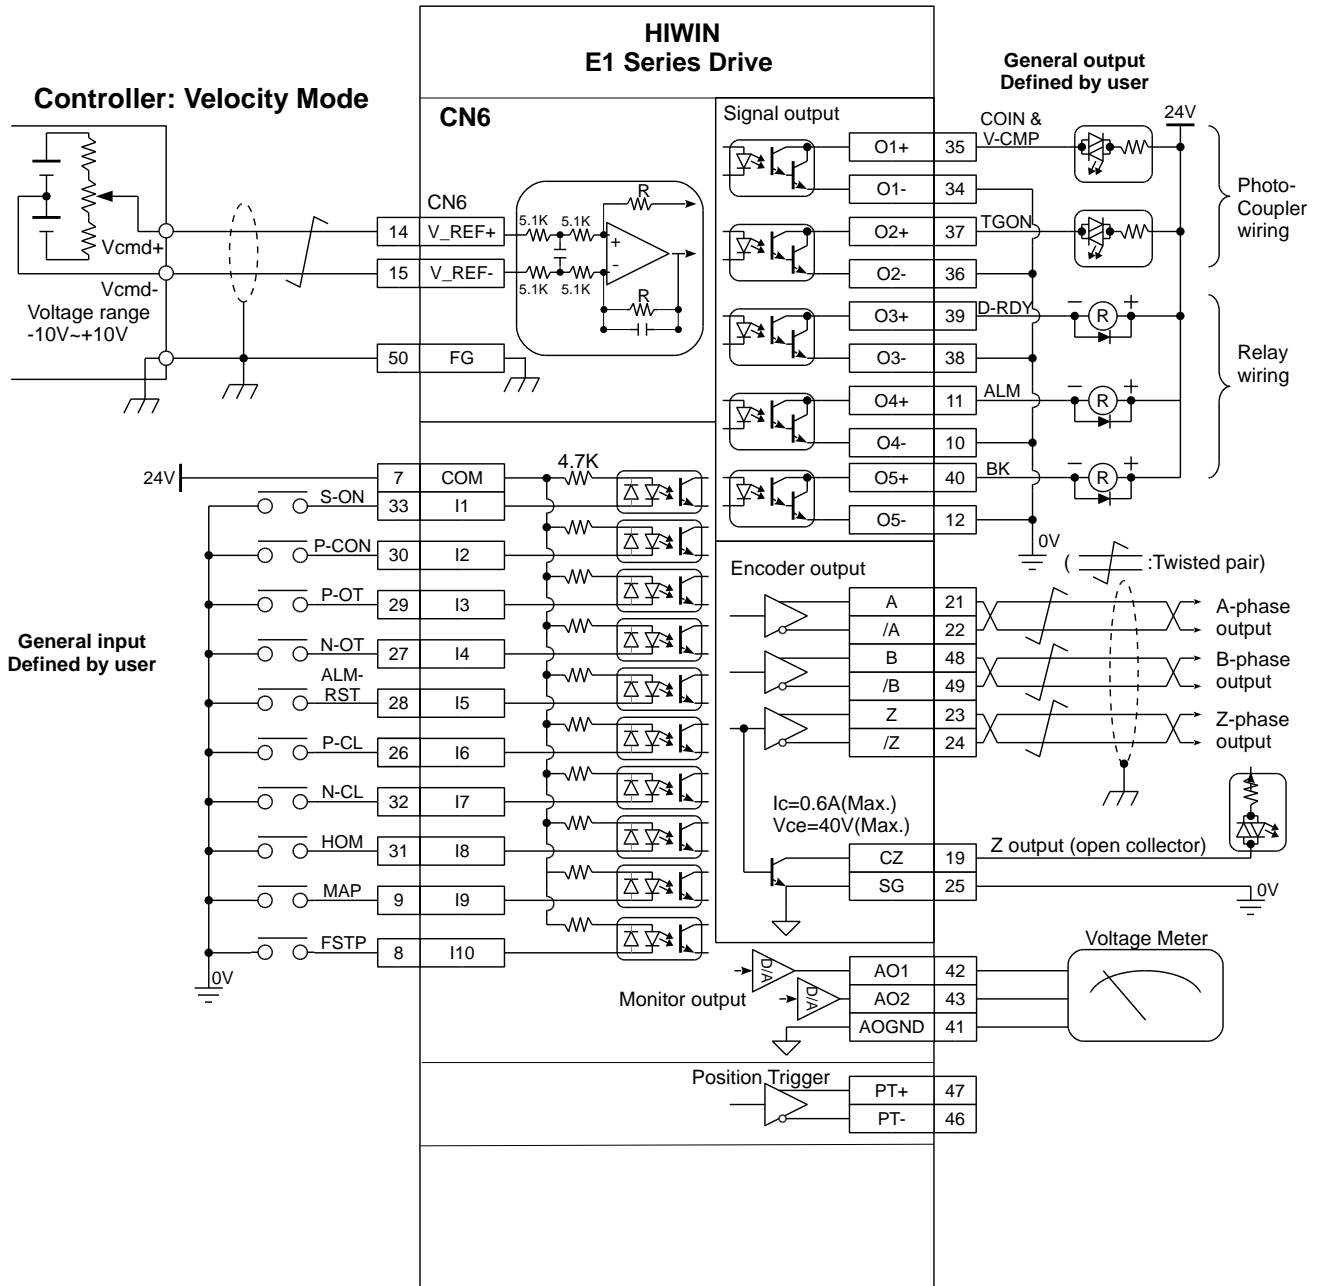 HIWIN
E1 Series Drive
General output
Defined by user
Controller: Velocity Mode
CN6
Signal output
COIN &
V-CMP
24V
O1+ 35
O1- 34
TGON
O2+ 37
O2- 36
Photo-
Coupler
wiring
D-RDY
O3+ 39
O3- 38
ALM
O4+ 11
O4- 10
BK
O5+ 40
O5- 12
0V
Relay
wiring
R
R
R
− +
− +
− +
CN6
14 V_REF+
15 V_REF-
5.1K 5.1K
5.1K 5.1K
R
+
-
R
Vcmd+
Vcmd-
Voltage range
-10V~+10V
50 FG
24V
7 COM
4.7K
S-ON 33 I1
P-CON 30 I2
P-OT 29 I3
N-OT 27 I4
ALM-
RST 28 I5
P-CL 26 I6
N-CL 32 I7
HOM 31 I8
MAP 9 I9
FSTP 8 I10
0V
General input
Defined by user
Encoder output
( :Twisted pair)
A 21
/A 22
A-phase
output
B 48
/B 49
B-phase
output
Z 23
/Z 24
Z-phase
output
Ic=0.6A(Max.)
Vce=40V(Max.)
CZ 19 Z output (open collector)
SG 25
0V
Voltage Meter
Monitor output
D/A
D/A
AO1 42
AO2 43
AOGND 41
Position Trigger
PT+ 47
PT- 46